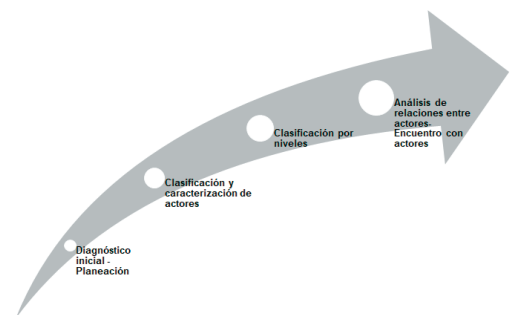 Análisis de
relaciones entre
actores-
Encuentro con
actores
Clasificación por
niveles
Clasificación y
caracterización de
actores
Diagnóstico
inicial -
Planeación